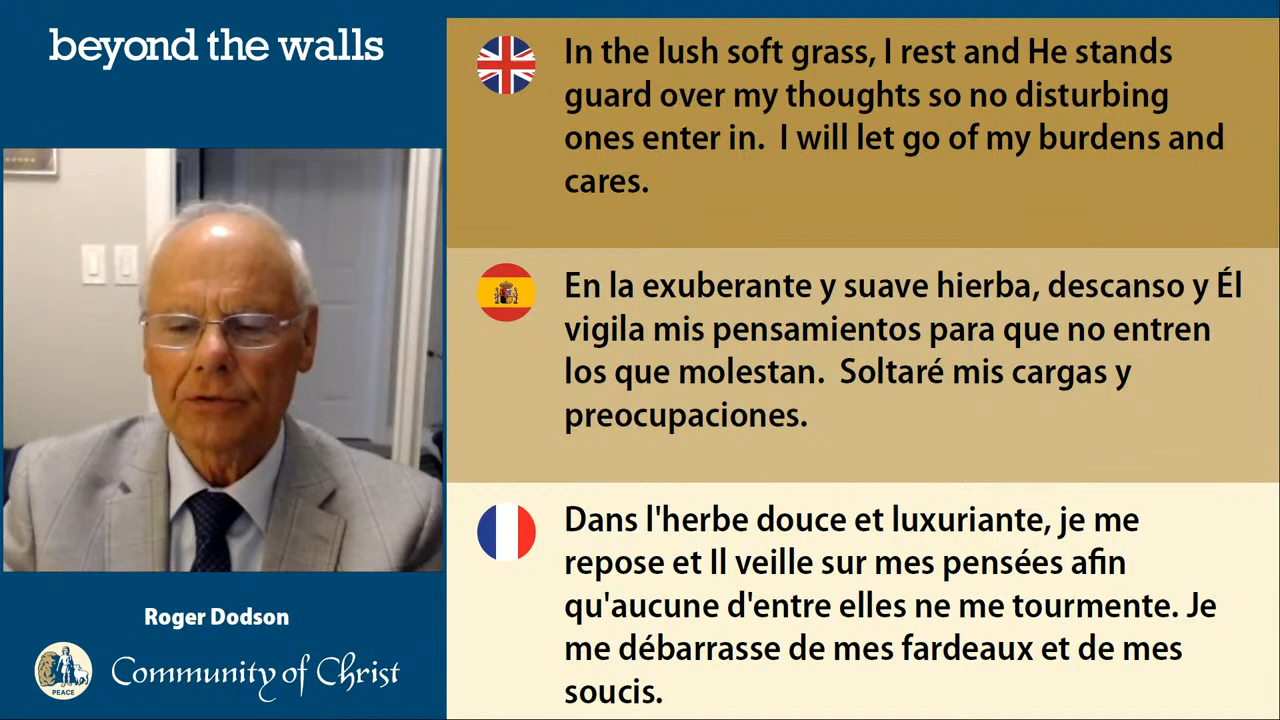 beyond the walls
In the lush soft grass, I rest and He stands
guard over my thoughts so no disturbing
ones enter in.  I will let go of my burdens and
cares.
En la exuberante y suave hierba, descanso y Él
vigila mis pensamientos para que no entren
los que molestan.  Soltaré mis cargas y
preocupaciones.
Dans l'herbe douce et luxuriante, je me
repose et Il veille sur mes pensées afin
qu'aucune d'entre elles ne me tourmente. Je
me débarrasse de mes fardeaux et de mes
soucis.
Roger Dodson
PEACE
Community of Christ